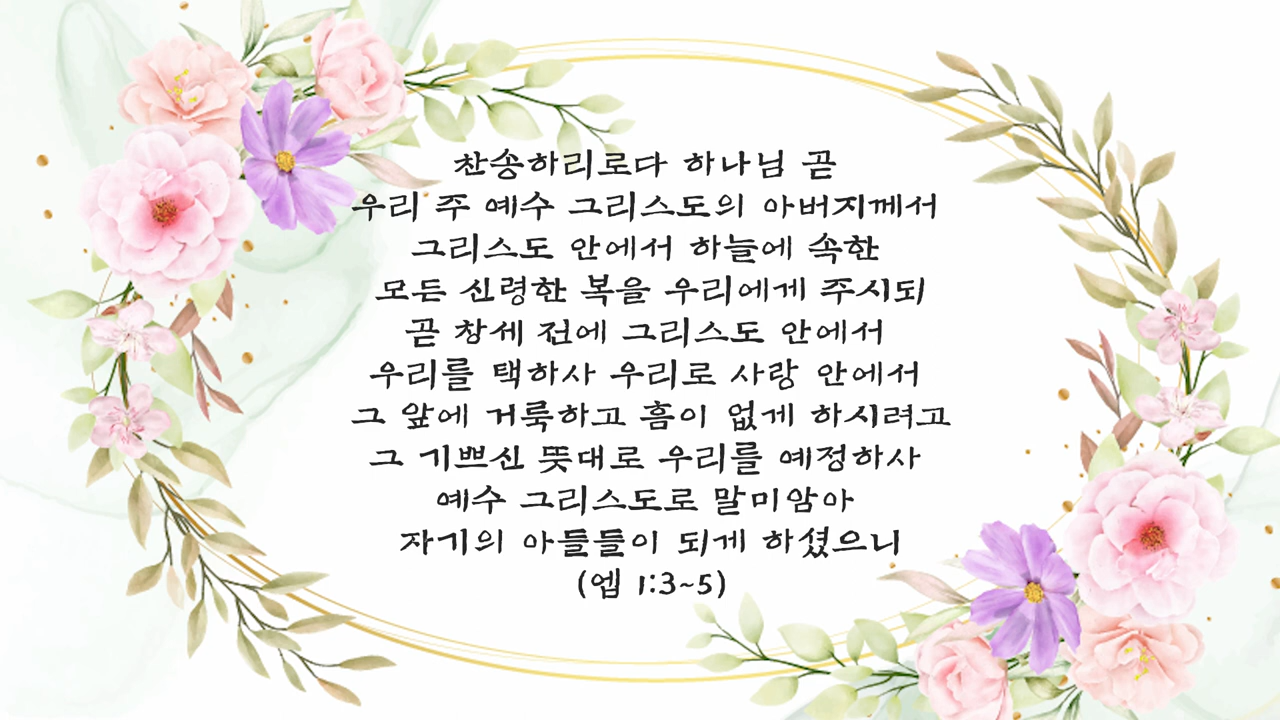 찬송하리로다 하나님 곧
우리 주 예수 그리스도의 아버지께서
그리스도 안에서 하늘에 속한
모든 신령한 복을 우리에게 주시되
곧 창세 전에 그리스도 안에서
우리를 택하사 우리로 사랑 안에서
그 앞에 거룩하고 흠이 없게 하시려고
그 기쁘신 뜻대로 우리를 예정하사
예수 그리스도로 말미암아
자기의 아들들이 되게 하셨으니
(엡 1:3~5)